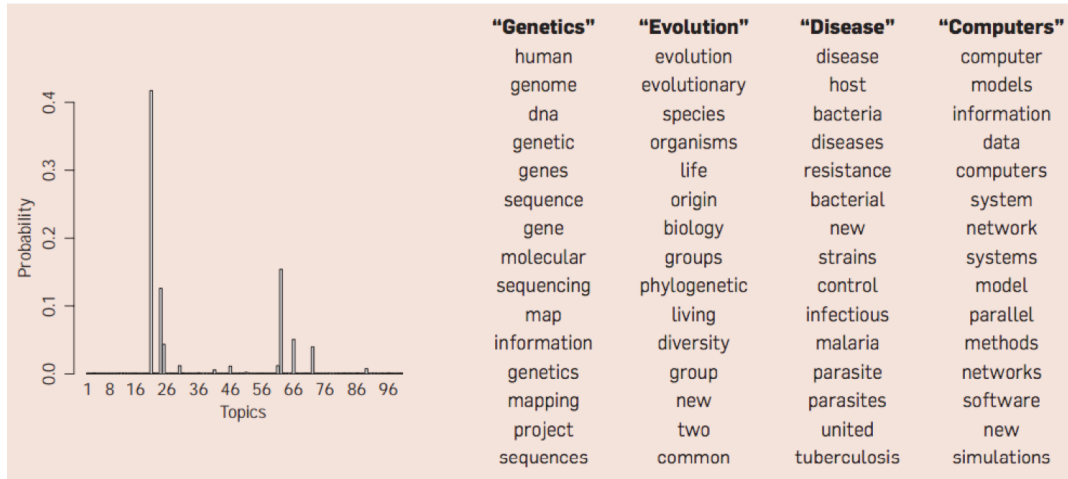 “Genetics” “Evolution” “Disease” “Computers”
human evolution disease computer
genome evolutionary host models
dna species bacteria information
genetic organisms diseases data
genes life resistance computers
sequence origin bacterial system
gene biology new network
molecular groups strains systems
sequencing phylogenetic control model
map living infectious parallel
information diversity malaria methods
genetics group parasite networks
mapping new parasites software
project two united new
sequences common tuberculosis simulations
Probability
0.4
0.3
0.2
0.1
0.0
1 8 16 26 36 46 56 66 76 86 96
Topics